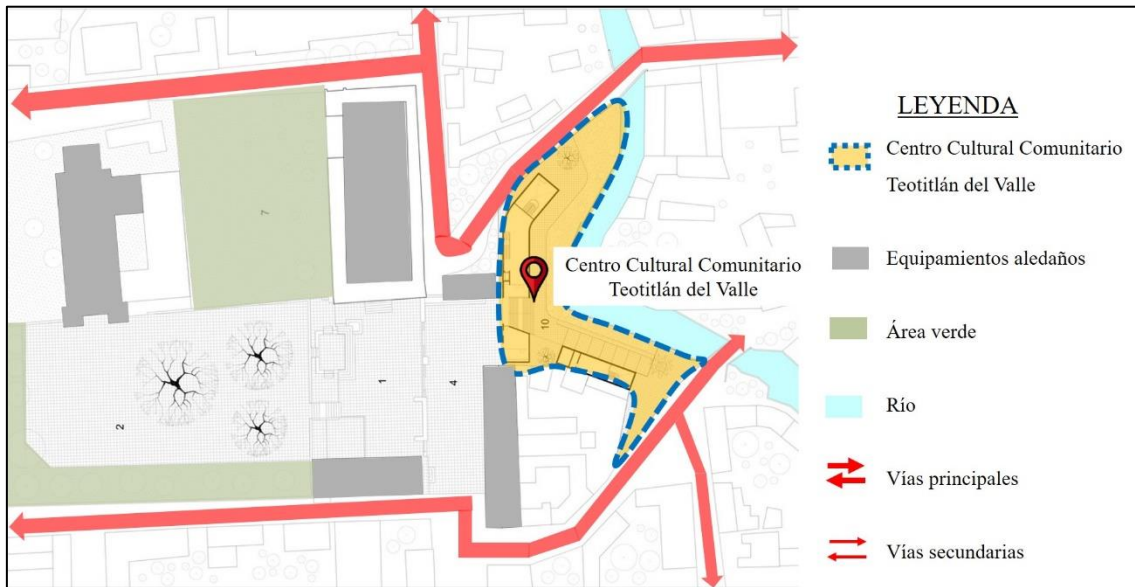 7
Centro Cultural Comunitario
Teotitlán del Valle
10
1
4
2
LEYENDA
Centro Cultural Comunitario
Teotitlán del Valle
Equipamientos aledaños
Área verde
Río
Vías principales
Vías secundarias